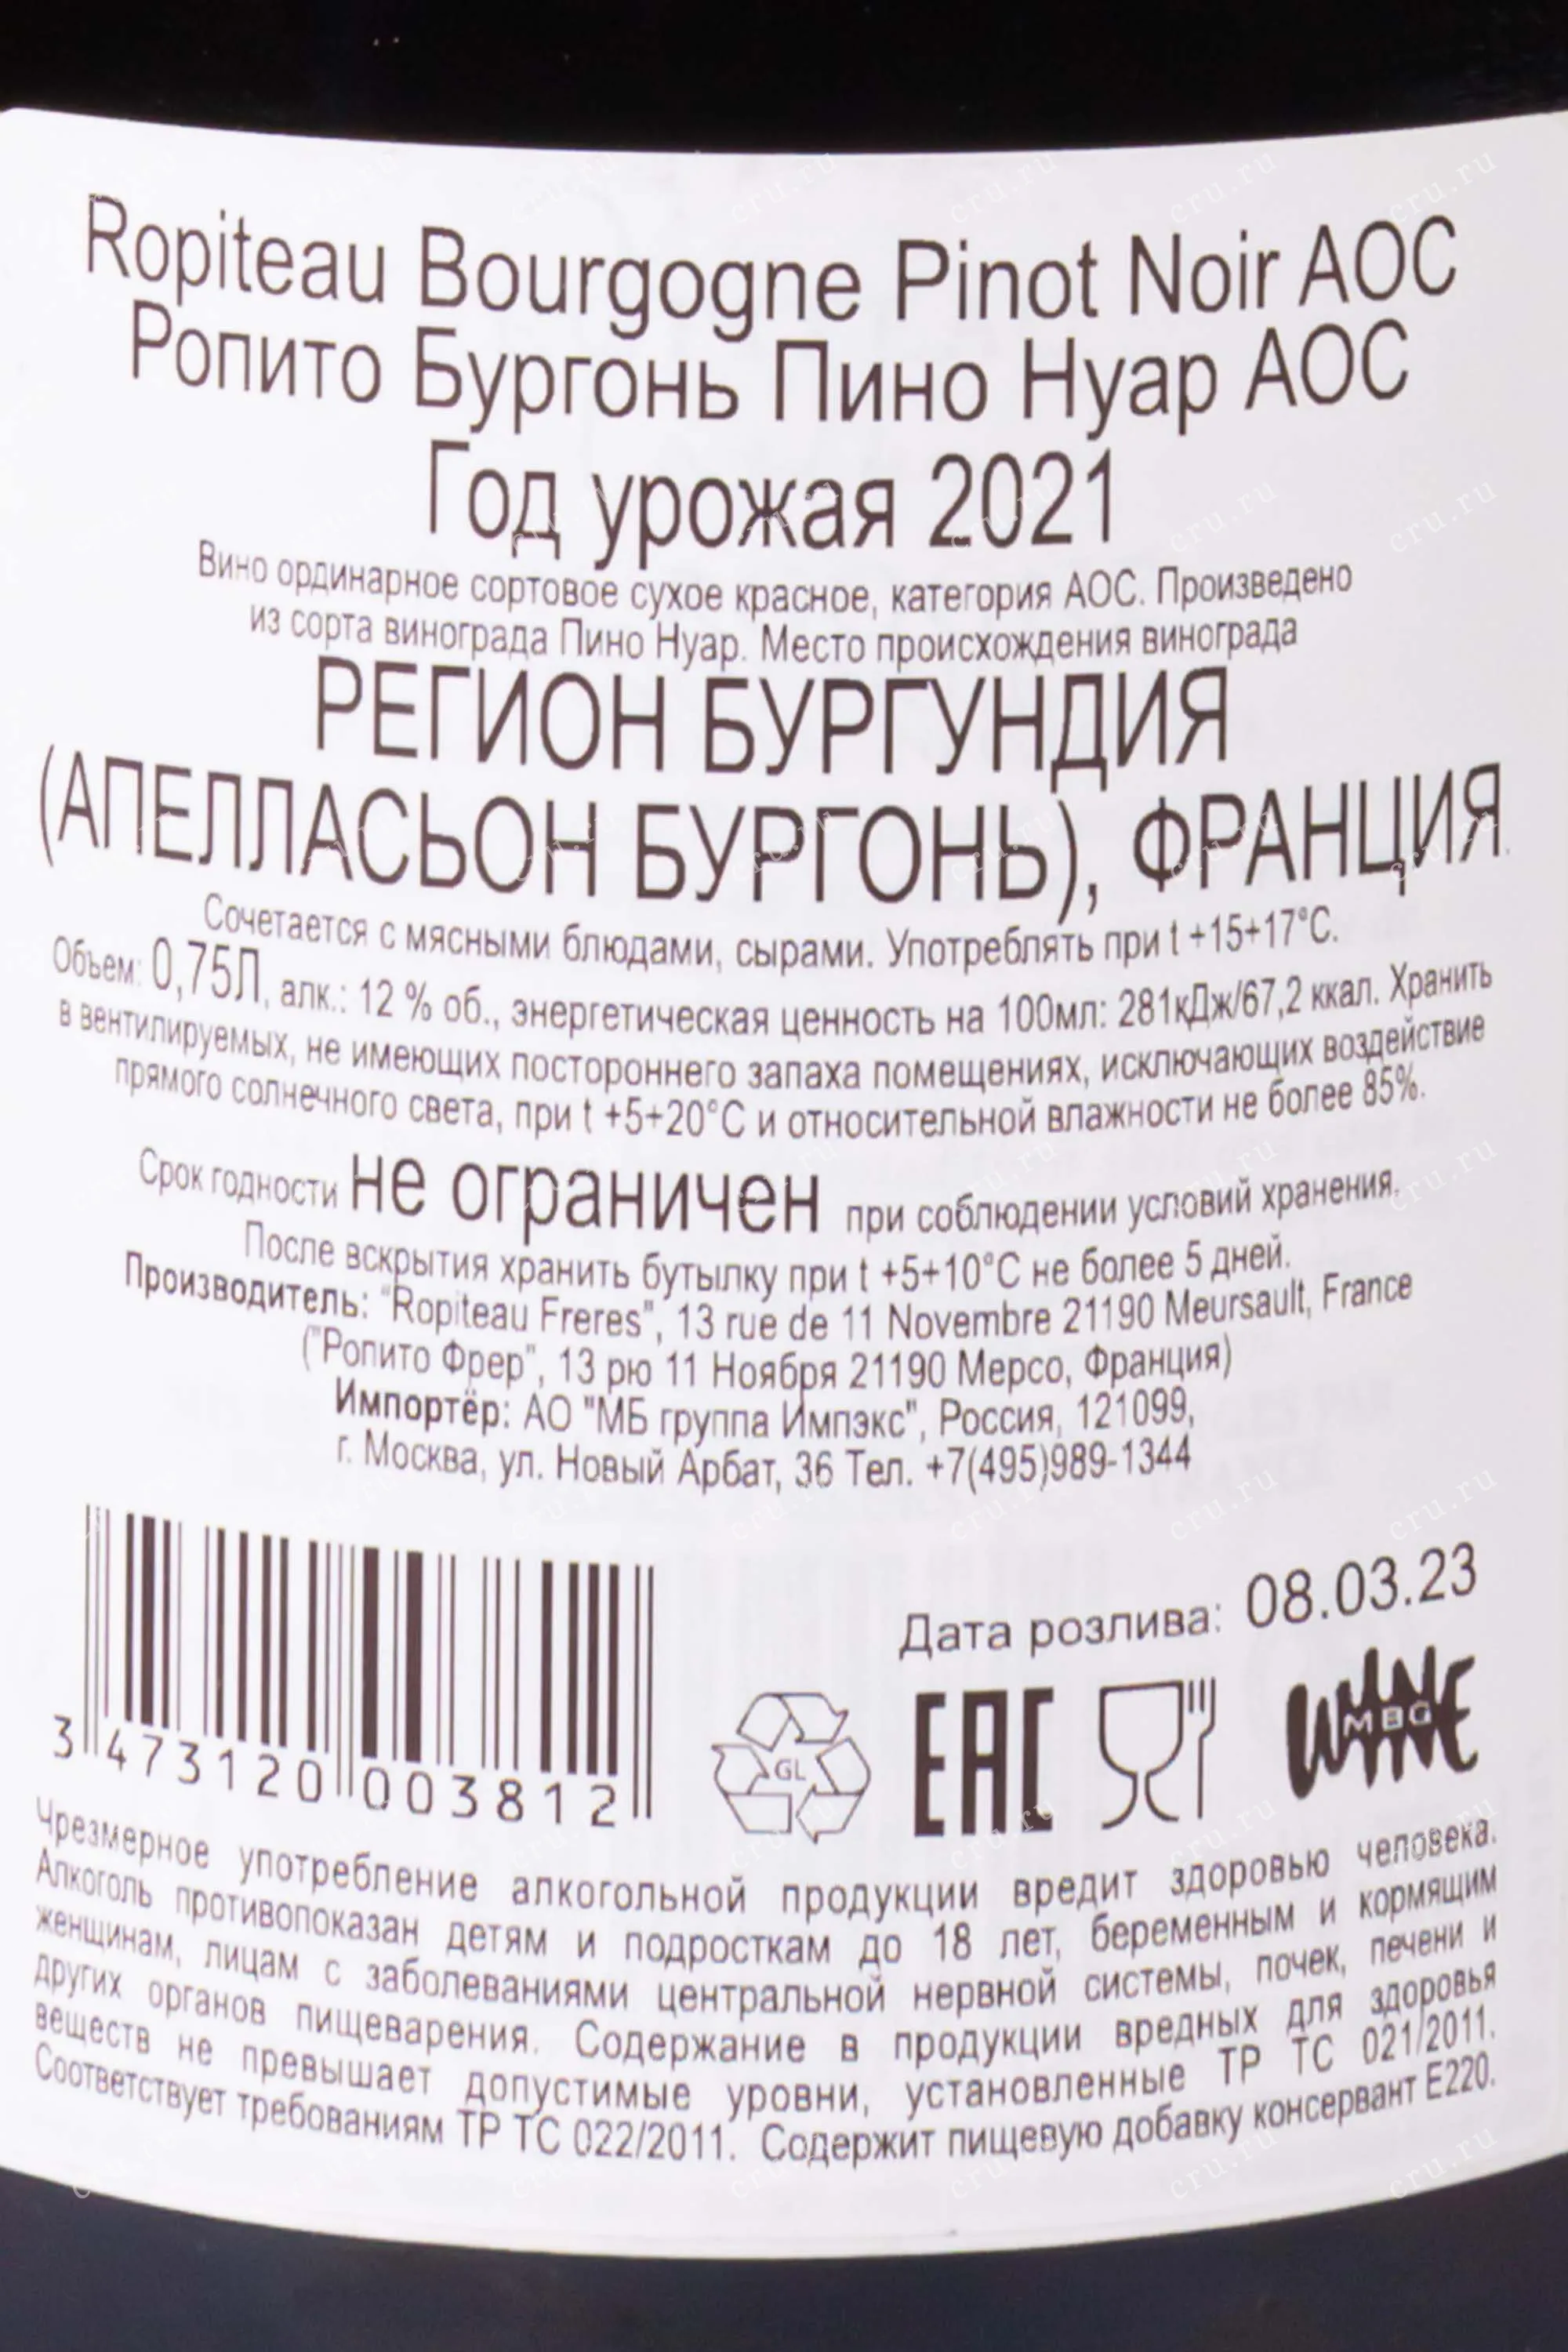 Ropiteau Bourgogne Pinot Noir AOC
Ропито Бургонь Пино Нуар АОС
Год урожая 2021
Вино ординарное сортовое сухое красное, категория АОС. Произведено
из сорта винограда Пино Нуар. Место происхождения винограда
РЕГИОН БУРГУНДИЯ
(АПЕЛЛАСЬОН БУРГОНЬ), ФРАНЦИЯ.
Сочетается с мясными блюдами, сырами. Употреблять при t +15+17°С.
Объем: 0,75Л, алк.: 12 % об., энергетическая ценность на 100мл: 281кДж/67,2 ккал. Хранить
в вентилируемых, не имеющих постороннего запаха помещениях, исключающих воздействие
прямого солнечного света, при t +5+20°С и относительной влажности не более 85%.
Срок годности не ограничен при соблюдении условий хранения.
После вскрытия хранить бутылку при t +5+10°С не более 5 дней.
Производитель: "Ropiteau Freres", 13 rue de 11 Novembre 21190 Meursault, France
("Ропито Фрер", 13 рю 11 Ноября 21190 Мерсо, Франция)
Импортёр: АО "МБ группа Импэкс", Россия, 121099,
г. Москва, ул. Новый Арбат, 36 Тел. +7(495)989-1344
Дата розлива: 08.03.23
3 473120 003812
GL
EAC
WINE
MBG
Чрезмерное употребление алкогольной продукции вредит здоровью человека.
Алкоголь противопоказан детям и подросткам до 18 лет, беременным и кормящим
женщинам, лицам с заболеваниями центральной нервной системы, почек, печени и
других органов пищеварения. Содержание в продукции вредных для здоровья
веществ не превышает допустимые уровни, установленные ТР ТС 021/2011.
Соответствует требованиям ТР ТС 022/2011. Содержит пищевую добавку консервант Е220.
cru.ru